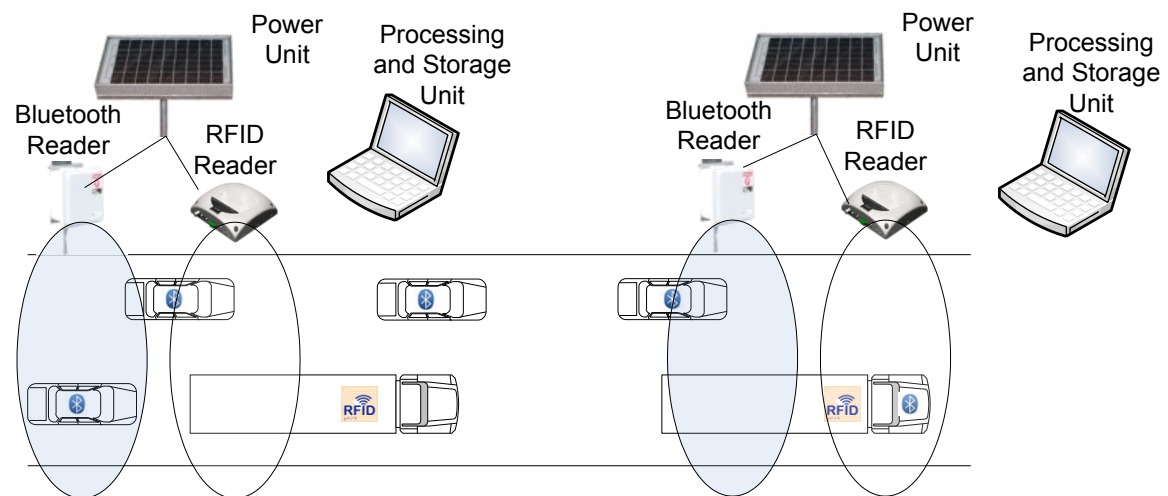 Power
Unit
Processing
and Storage
Unit
Bluetooth
Reader
RFID
Reader
Power
Unit
Processing
and Storage
Unit
Bluetooth
Reader
RFID
Reader
RFID
RFID